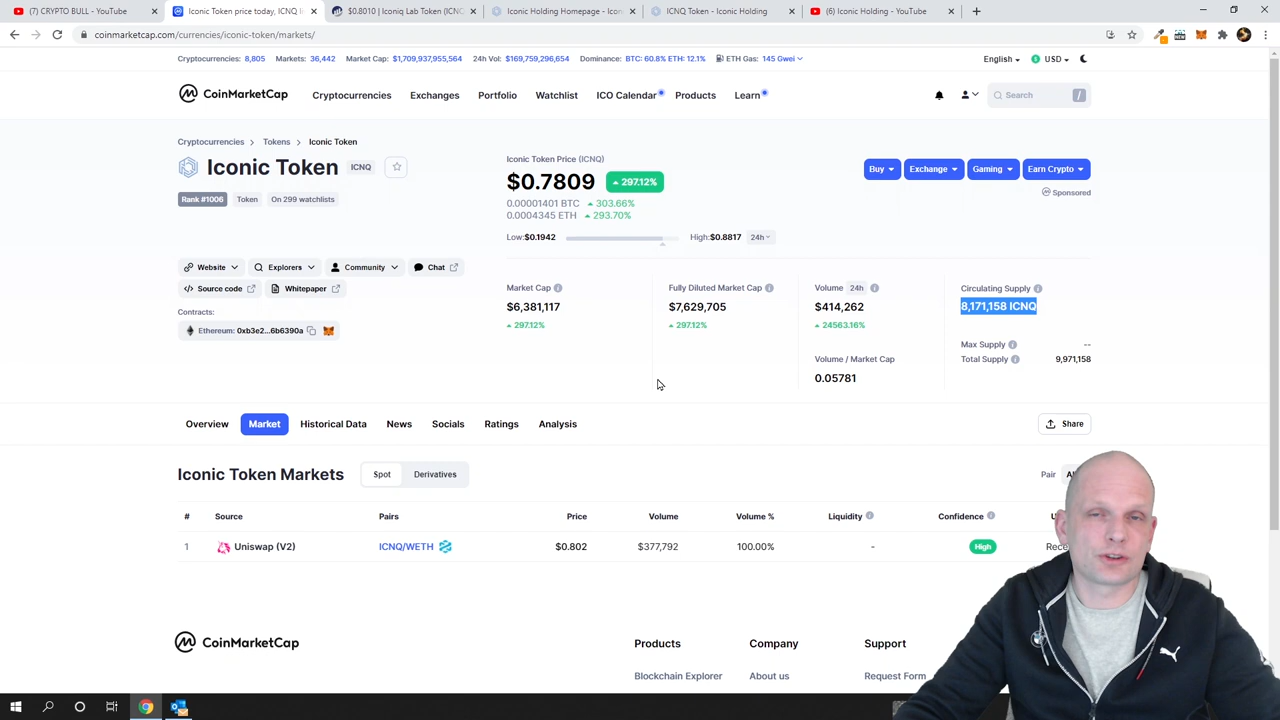 (7) CRYPTO BULL - YouTube
Iconic Token price today, ICNQ l
$0.8010 | Iconiq Lab Token (ICNQ
Iconic Holding Homepage - Iconi
ICNQ Token - Iconic Holding
(6) Iconic Holding - YouTube
coinmarketcap.com/currencies/iconic-token/markets/
Cryptocurrencies: 8,805 Markets: 36,442 Market Cap: $1,709,937,955,564 24h Vol: $169,759,296,654 Dominance: BTC: 60.8% ETH: 12.1% ETH Gas: 145 Gwei English USD
CoinMarketCap Cryptocurrencies Exchanges Portfolio Watchlist ICO Calendar Products Learn Search /
Cryptocurrencies > Tokens > Iconic Token
Iconic Token ICNQ
Rank #1006 Token On 299 watchlists
Website Explorers Community Chat
Source code Whitepaper
Contracts:
Ethereum: 0xb3e2...6b6390a
Iconic Token Price (ICNQ)
$0.7809 297.12%
0.00001401 BTC 303.66%
0.0004345 ETH 293.70%
Low: $0.1942 High: $0.8817 24h
Buy Exchange Gaming Earn Crypto
Sponsored
Market Cap
$6,381,117
297.12%
Fully Diluted Market Cap
$7,629,705
297.12%
Volume 24h
$414,262
24563.16%
Volume / Market Cap
0.05781
Circulating Supply
8,171,158 ICNQ
Max Supply --
Total Supply 9,971,158
Overview Market Historical Data News Socials Ratings Analysis Share
Iconic Token Markets Spot Derivatives Pair
# Source Pairs Price Volume Volume % Liquidity Confidence
1 Uniswap (V2) ICNQ/WETH $0.802 $377,792 100.00% - High
CoinMarketCap
Products
Blockchain Explorer
Company
About us
Support
Request Form